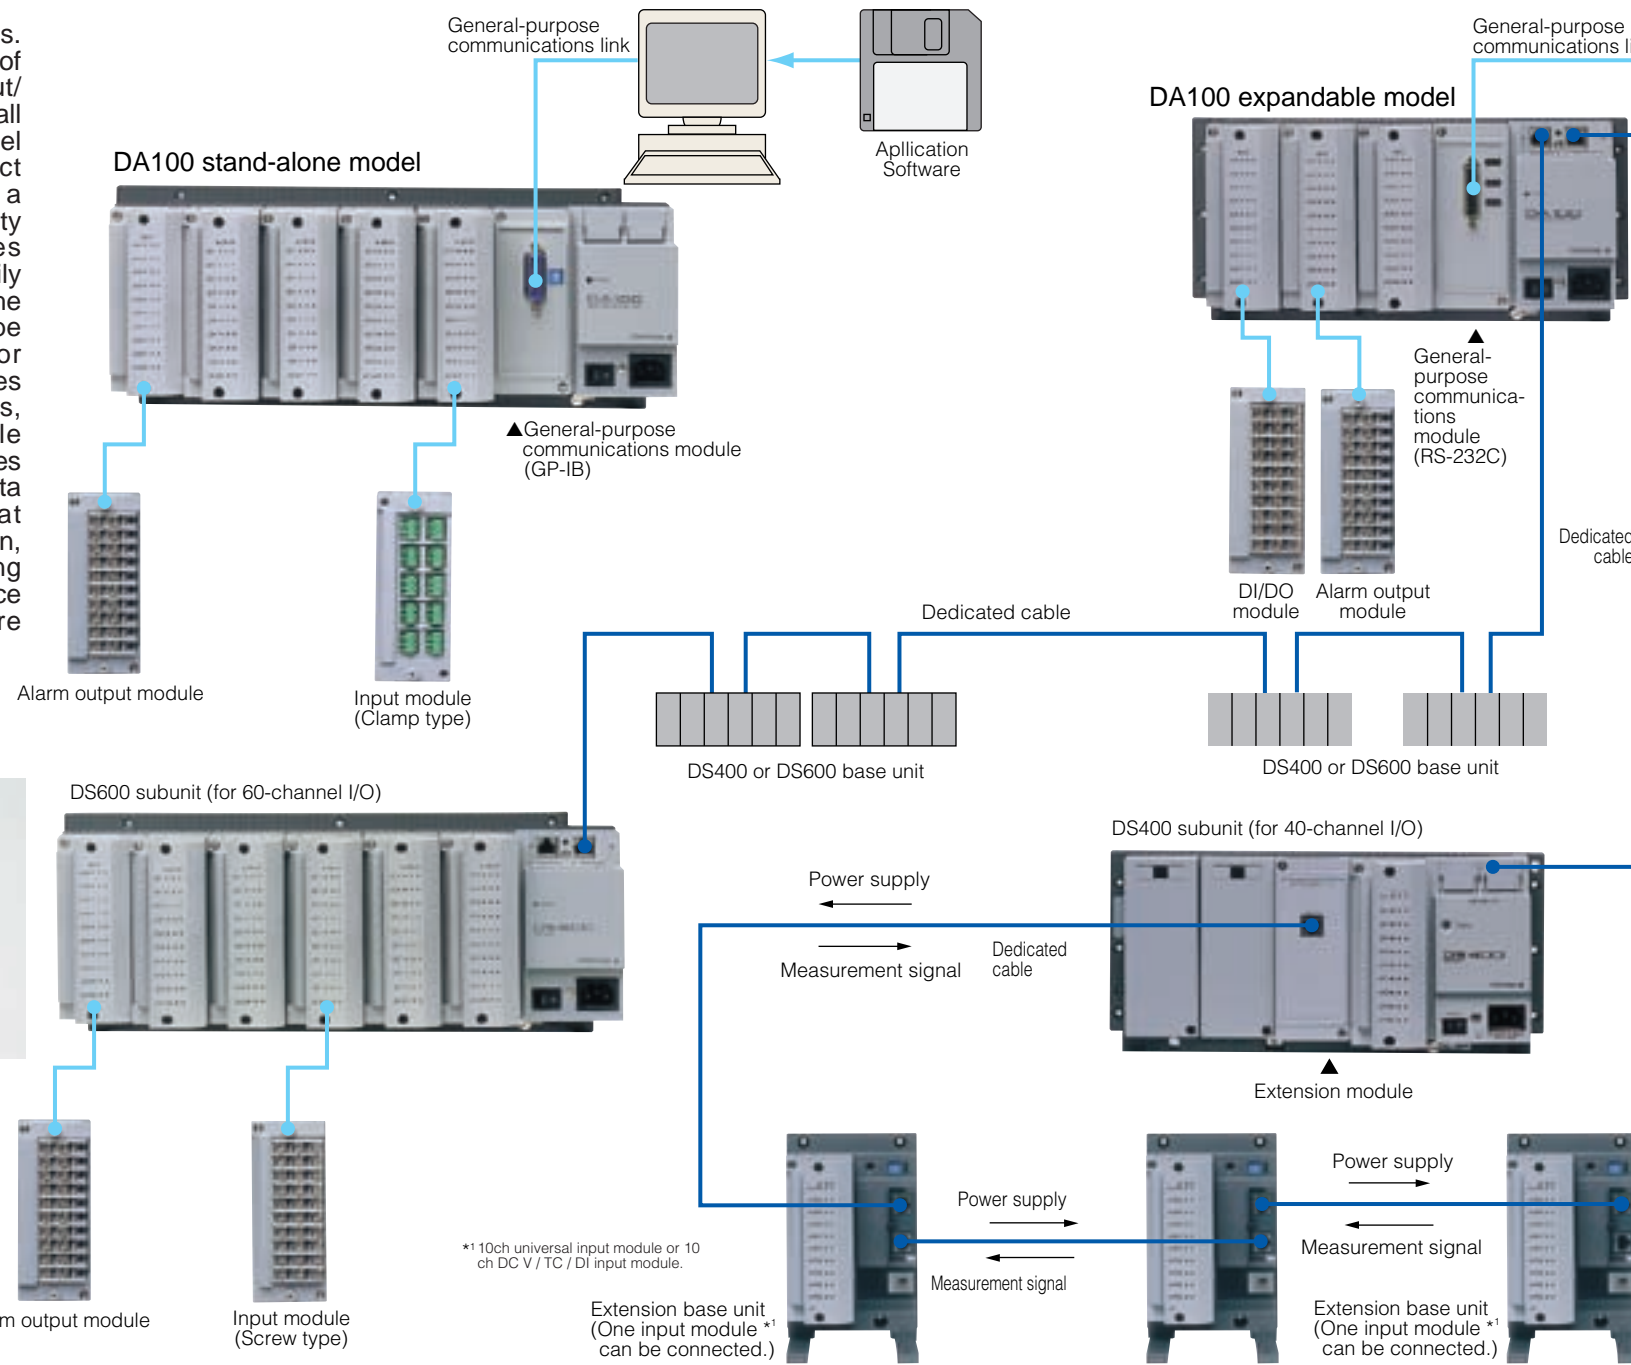 s.
of
ut/
all
el
ct
a
ty
es
ily
ne
be
or
es
s,
le
es
ta
at
n,
ng
ce
re
General-purpose
communications link
Apllication
Software
DA100 stand-alone model
▲General-purpose
communications module
(GP-IB)
Alarm output module
Input module
(Clamp type)
General-purpose
communications li
DA100 expandable model
DA100
▲
General-
purpose
communica-
tions
module
(RS-232C)
DI/DO
module
Alarm output
module
Dedicated
cable
Dedicated cable
DS400 or DS600 base unit
DS400 or DS600 base unit
DS600 subunit (for 60-channel I/O)
m output module
Input module
(Screw type)
DS400 subunit (for 40-channel I/O)
Power supply
Measurement signal
Dedicated
cable
▲
Extension module
*1 10ch universal input module or 10
ch DC V / TC / DI input module.
Power supply
Measurement signal
Power supply
Measurement signal
Extension base unit
(One input module *1
can be connected.)
Extension base unit
(One input module *1
can be connected.)